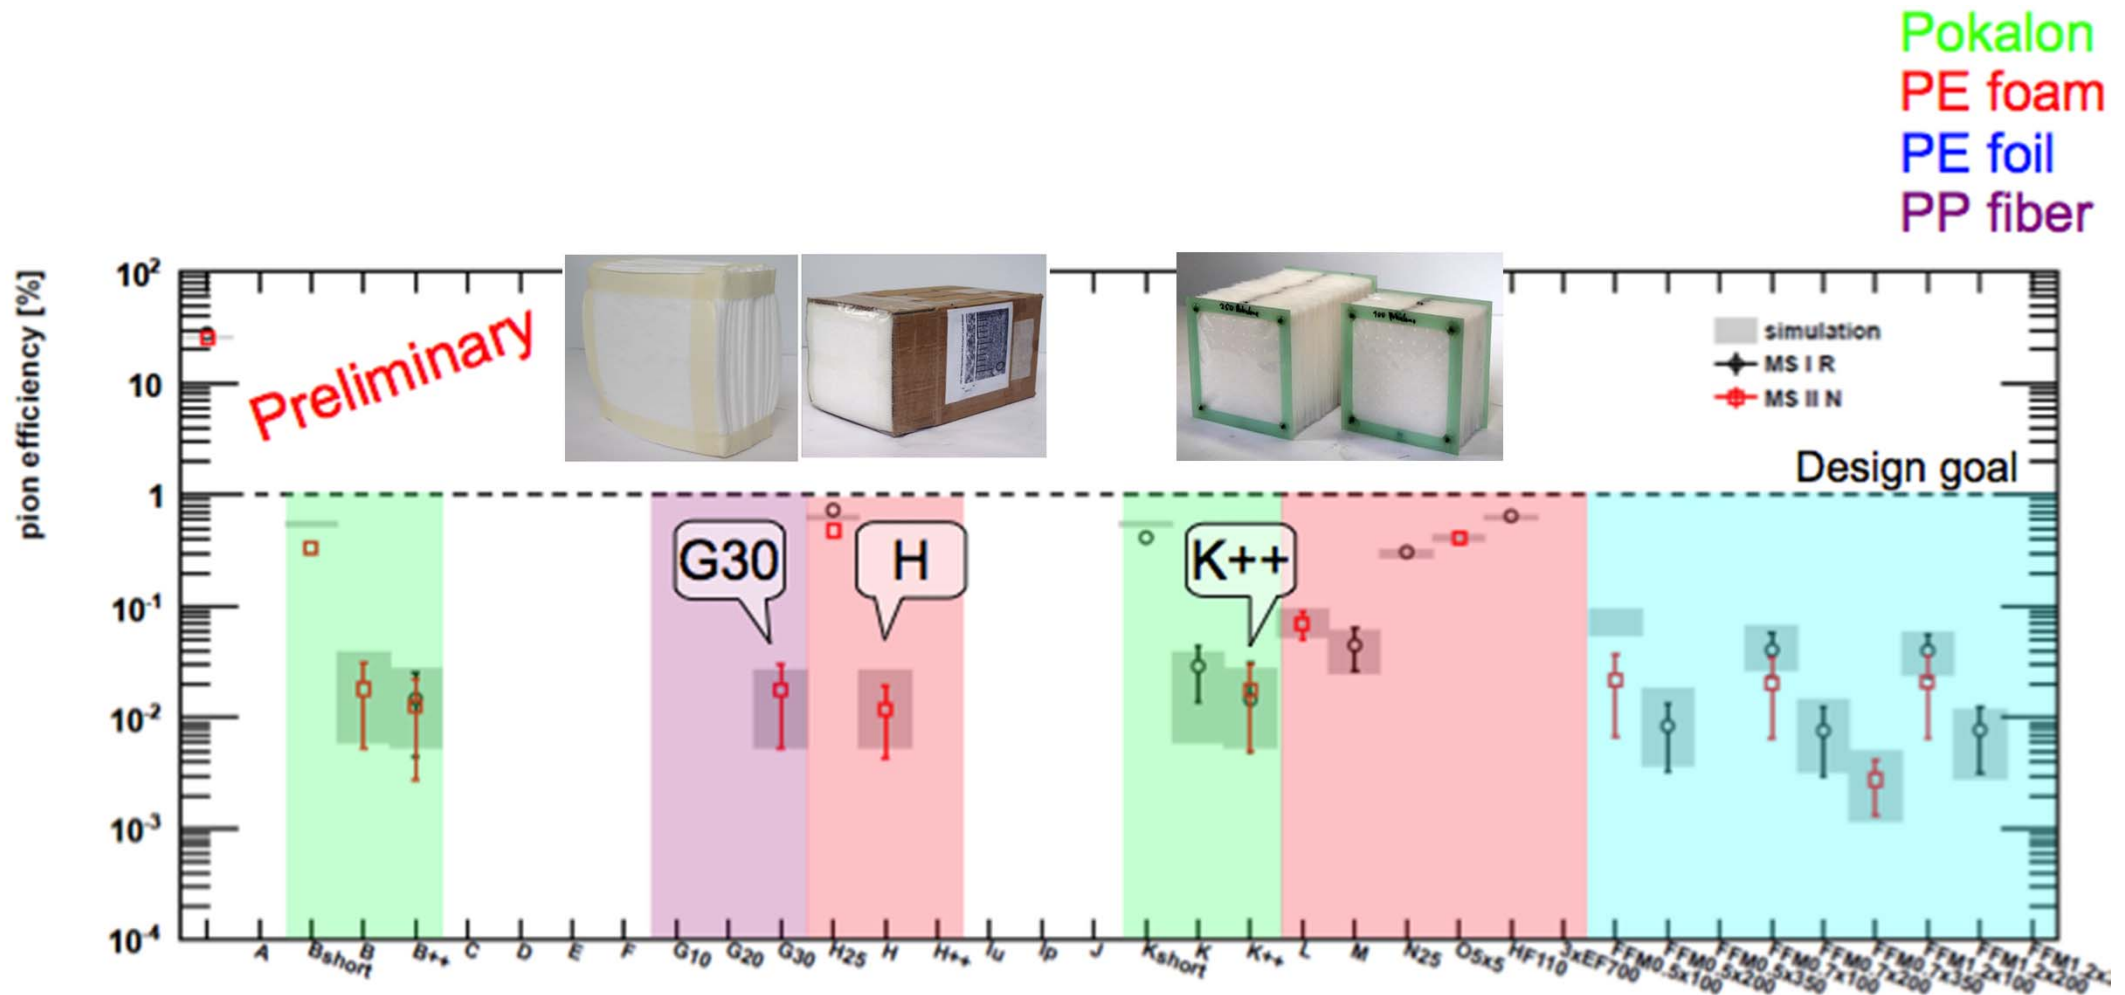 Pokalon
PE foam
PE foil
PP fiber
pion efficiency [%]
10²
10
1
10⁻¹
10⁻²
10⁻³
10⁻⁴
Preliminary
simulation
MS I R
MS II N
Design goal
G30
H
K++
A
Bshort
B
B++
C
D
E
F
G10
G20
G30
H25
H
H++
Iu
Ip
J
Kshort
K
K++
L
M
N25
O5x5
HF110
3xEF700
FFM0.5x100
FFM0.5x200
FFM0.5x350
FFM0.7x100
FFM0.7x200
FFM0.7x350
FFM1.2x100
FFM1.2x200